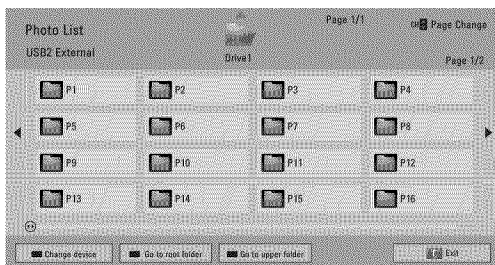 Photo List
Page 1/1
CH Page Change
USB2 External
Drive1
Page 1/2
P1
P2
P3
P4
P5
P6
P7
P8
P9
P10
P11
P12
P13
P14
P15
P16
Change device
Go to root folder
Go to upper folder
Exit